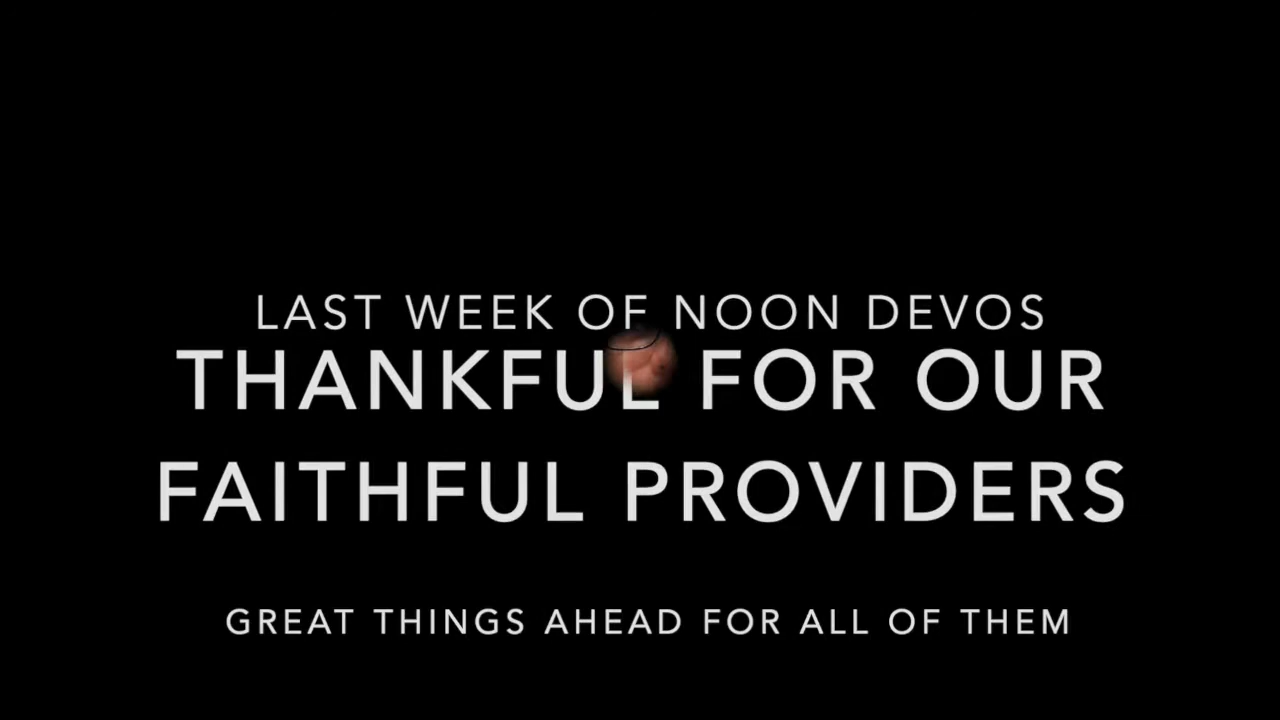 LAST WEEK OF NOON DEVOS
THANKFUL FOR OUR
FAITHFUL PROVIDERS
GREAT THINGS AHEAD FOR ALL OF THEM